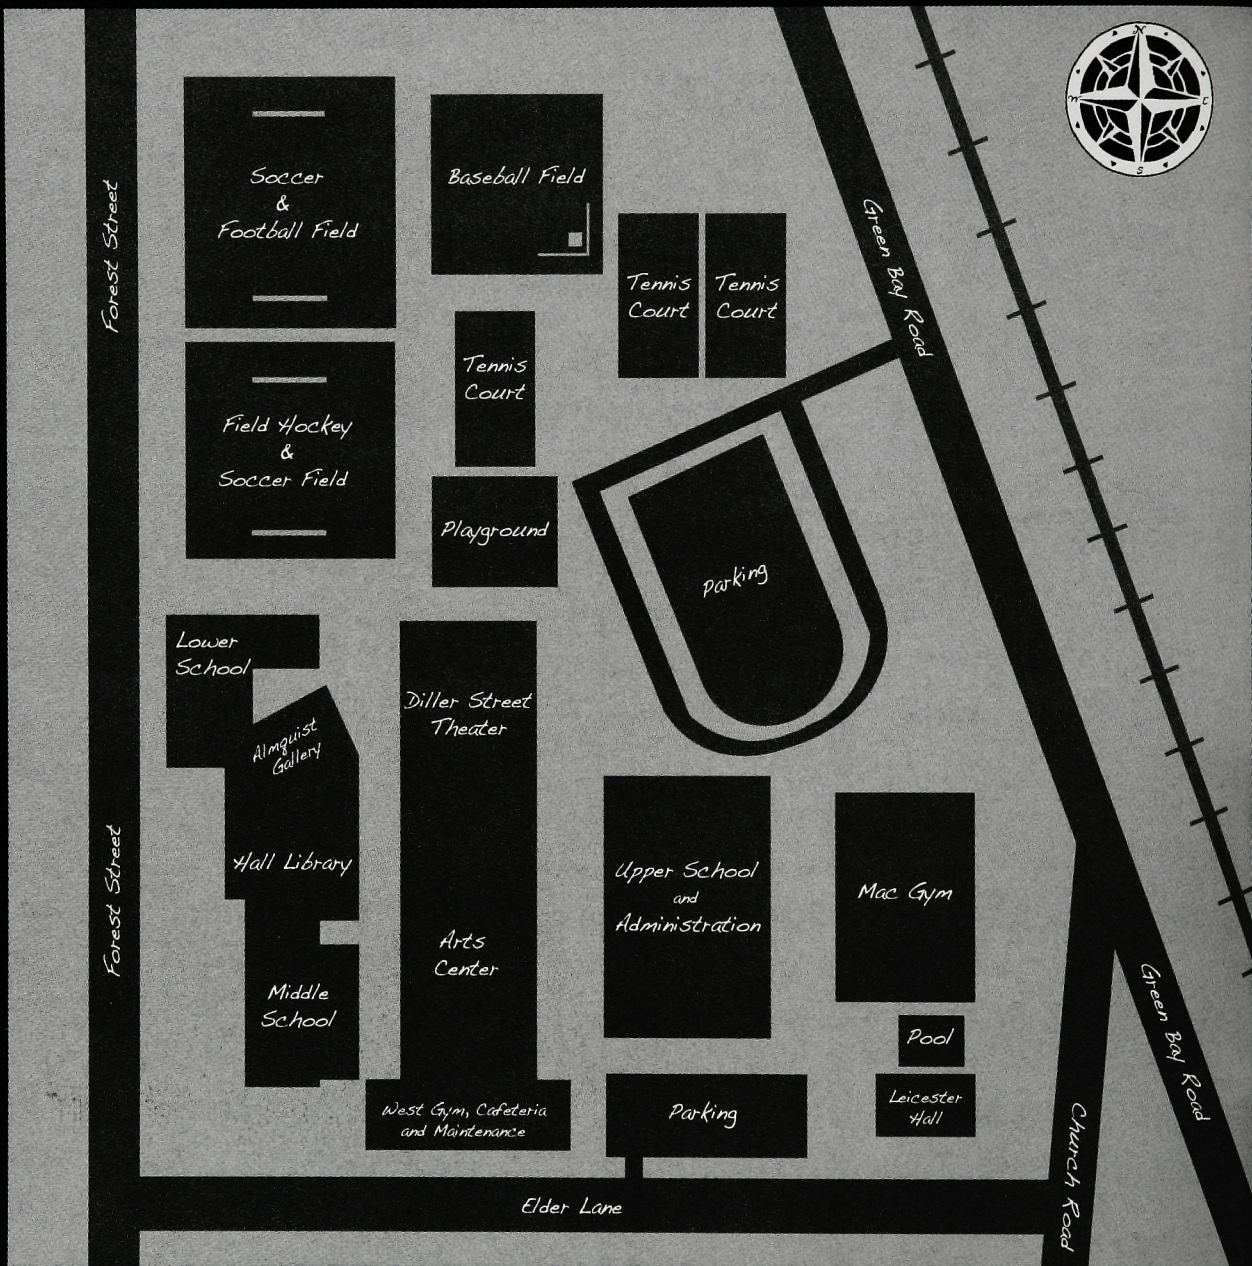 N
W
E
S
Forest Street
Soccer
&
Football Field
Baseball Field
Tennis
Court
Tennis
Court
Green Bay Road
Tennis
Court
Field Hockey
&
Soccer Field
Playground
Parking
Lower
School
Almquist
Gallery
Diller Street
Theater
Hall Library
Forest Street
Upper School
and
Administration
Mac Gym
Arts
Center
Middle
School
Pool
Green Bay Road
Leicester
Hall
West Gym, Cafeteria
and Maintenance
Parking
Church Road
Elder Lane